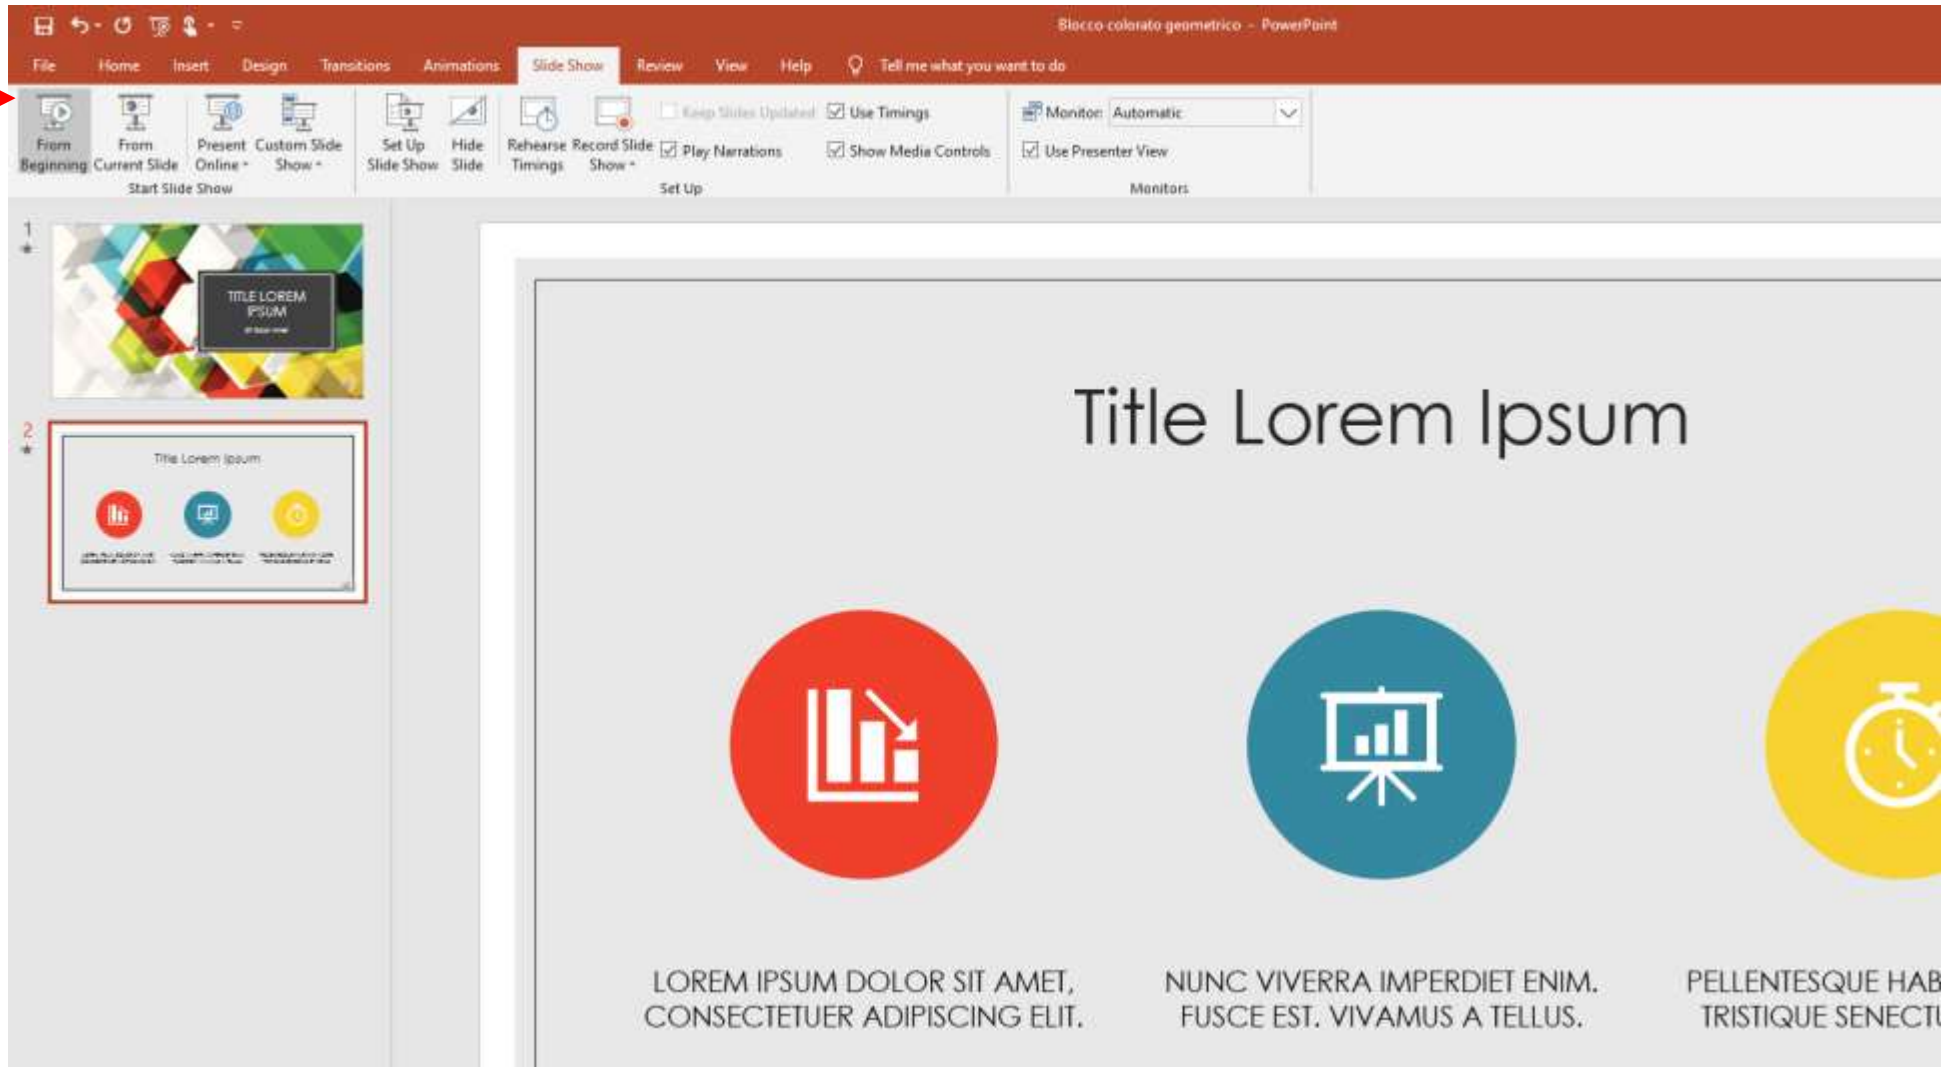 Blocco colorato geometrico - PowerPoint
File Home Insert Design Transitions Animations Slide Show Review View Help Tell me what you want to do
From Beginning
From Current Slide
Present Online
Custom Slide Show
Start Slide Show
Set Up Slide Show
Hide Slide
Rehearse Timings
Record Slide Show
Keep Slides Updated
Play Narrations
Use Timings
Show Media Controls
Set Up
Monitor: Automatic
Use Presenter View
Monitors
1
TITLE LOREM
IPSUM
2
Title Lorem Ipsum
Title Lorem Ipsum
LOREM IPSUM DOLOR SIT AMET,
CONSECTETUER ADIPISCING ELIT.
NUNC VIVERRA IMPERDIET ENIM.
FUSCE EST. VIVAMUS A TELLUS.
PELLENTESQUE HAB
TRISTIQUE SENECTU